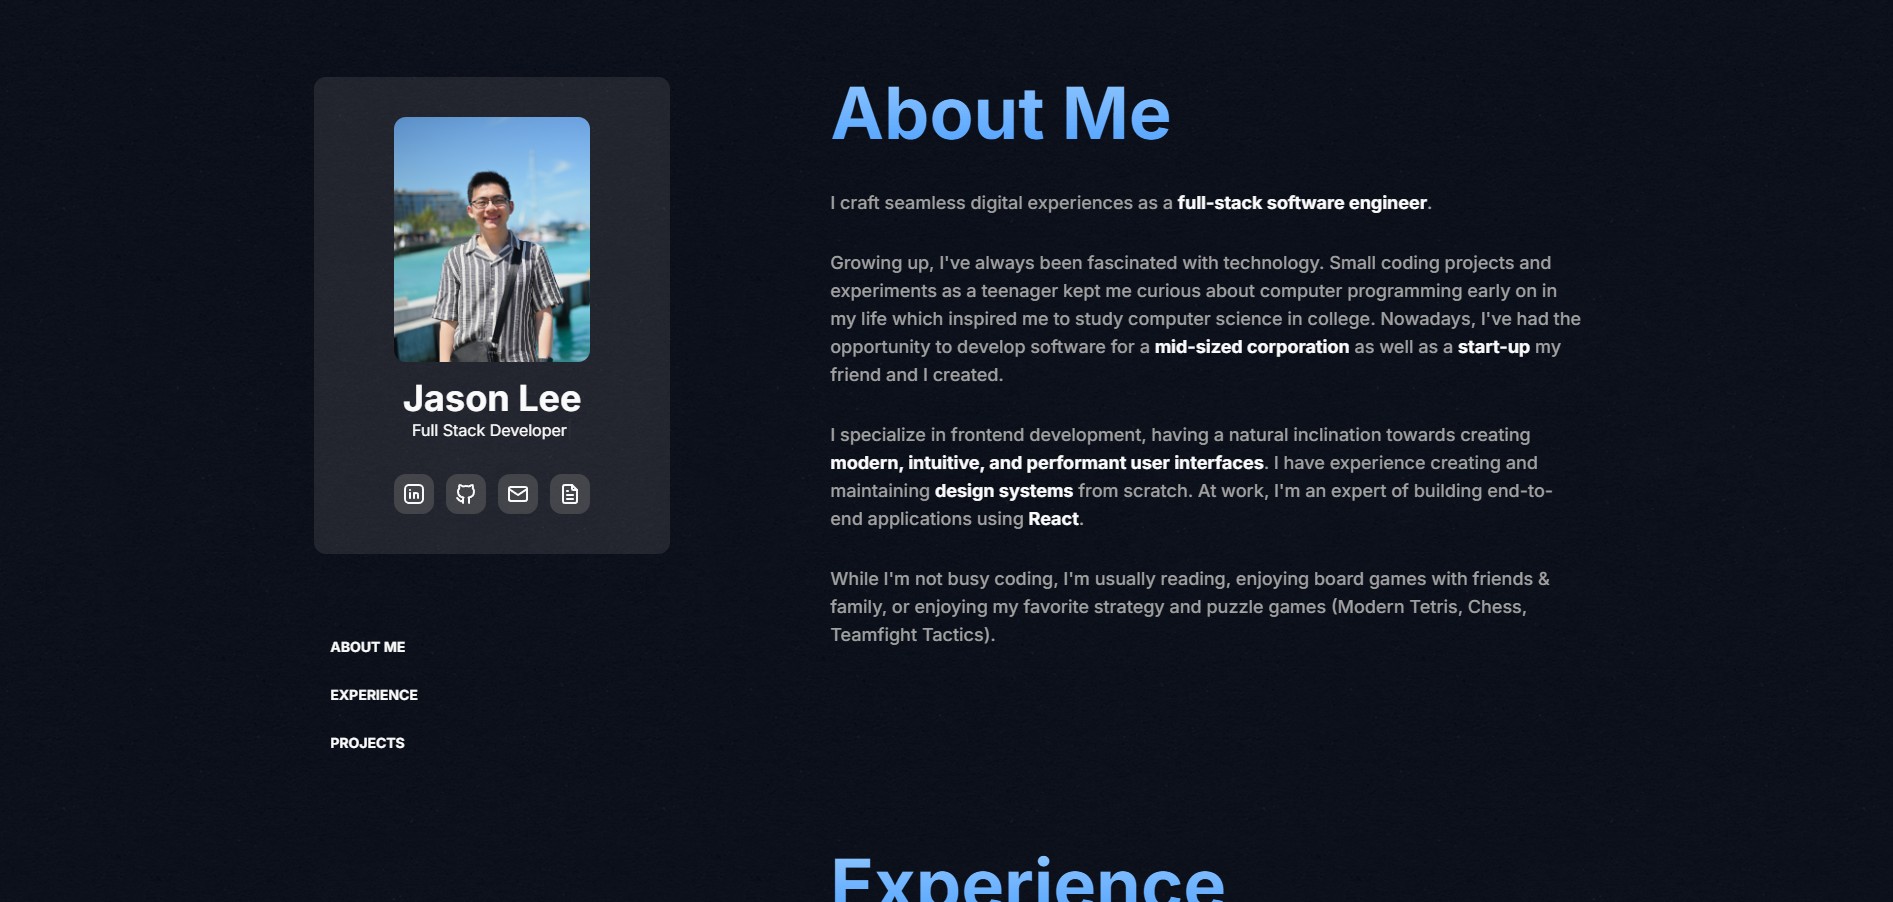 Jason Lee
Full Stack Developer
ABOUT ME
EXPERIENCE
PROJECTS
About Me
I craft seamless digital experiences as a full-stack software engineer.
Growing up, I've always been fascinated with technology. Small coding projects and
experiments as a teenager kept me curious about computer programming early on in
my life which inspired me to study computer science in college. Nowadays, I've had the
opportunity to develop software for a mid-sized corporation as well as a start-up my
friend and I created.
I specialize in frontend development, having a natural inclination towards creating
modern, intuitive, and performant user interfaces. I have experience creating and
maintaining design systems from scratch. At work, I'm an expert of building end-to-
end applications using React.
While I'm not busy coding, I'm usually reading, enjoying board games with friends &
family, or enjoying my favorite strategy and puzzle games (Modern Tetris, Chess,
Teamfight Tactics).
Experience